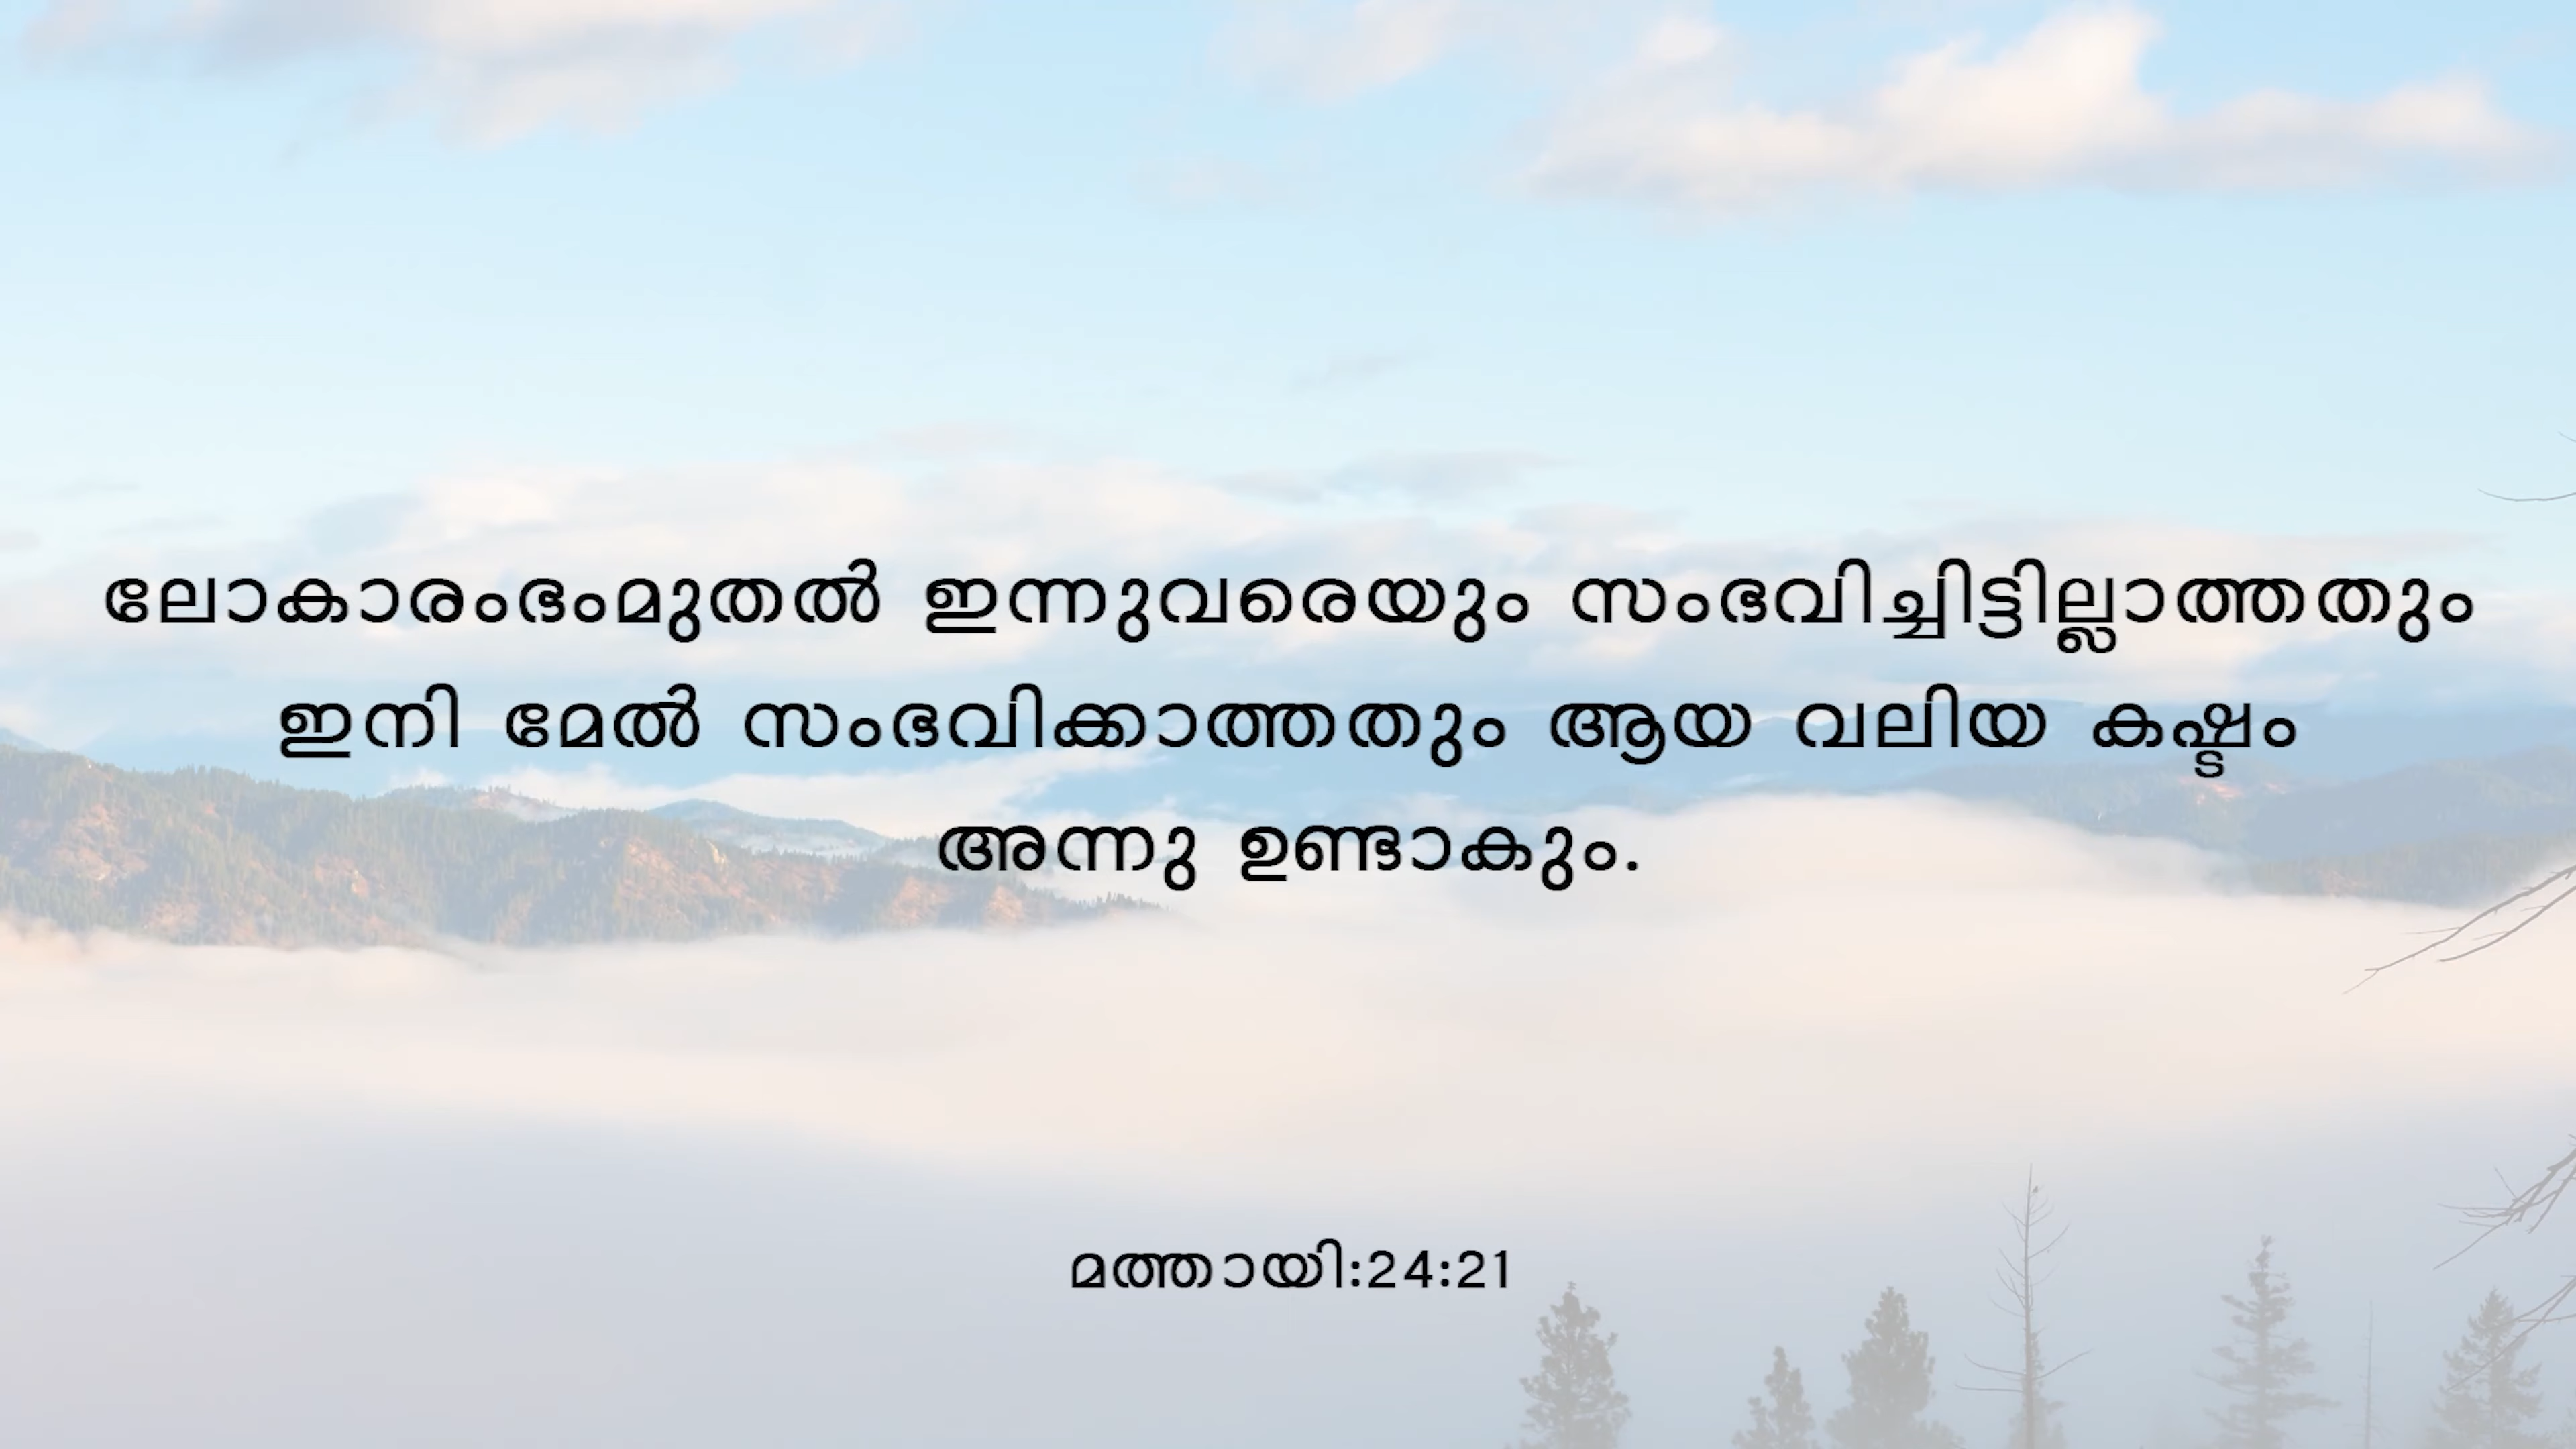 ലോകാരംഭംമുതൽ ഇന്നുവരെയും സംഭവിച്ചിട്ടില്ലാത്തതും
ഇനി മേൽ സംഭവിക്കാത്തതും ആയ വലിയ കഷ്ടം
അന്നു ഉണ്ടാകും.
മത്തായി:24:21